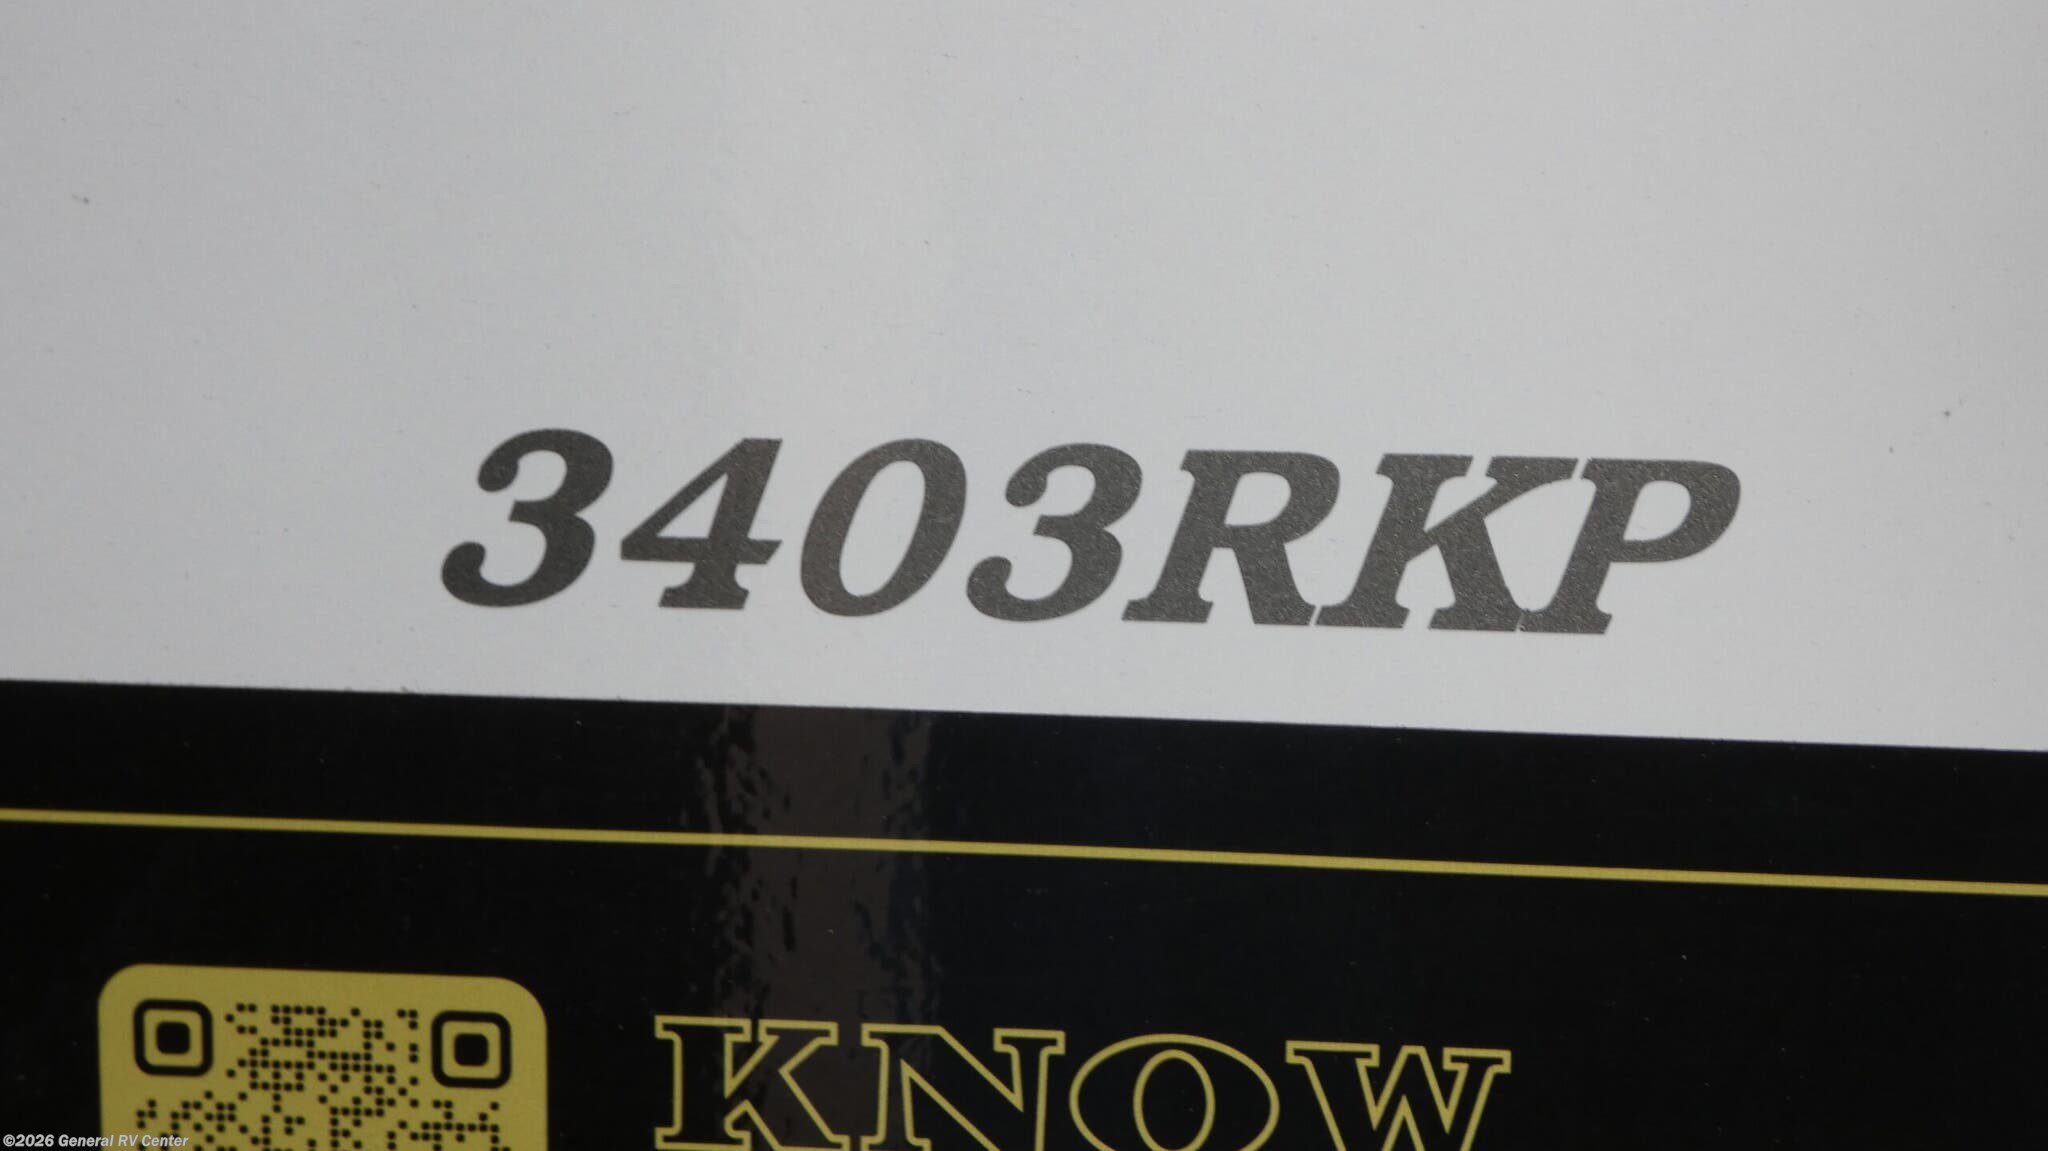 3403RKP
KNOW
©2026 General RV Center